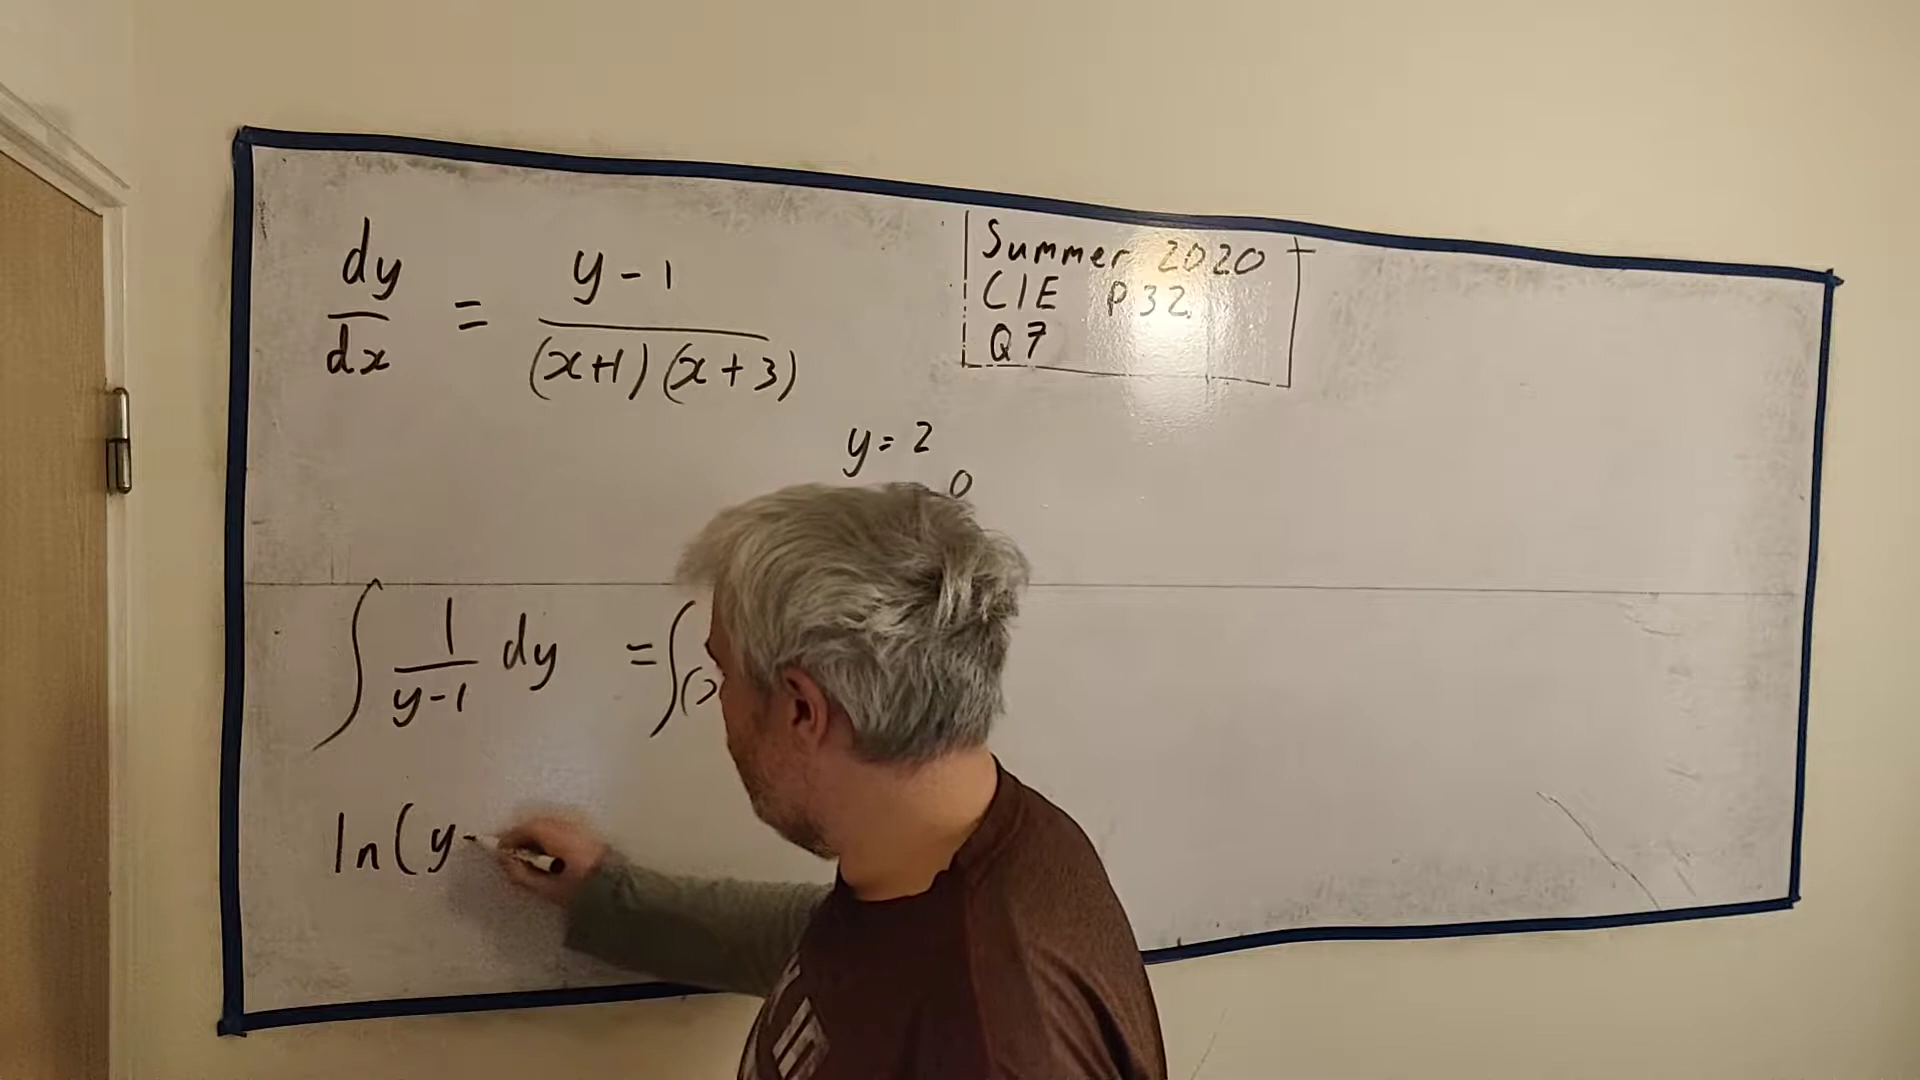 dy/dx = (y-1)/((x+1)(x+3))
Summer 2020
CIE P32
Q7
y=2
0
∫ 1/(y-1) dy = ∫
ln(y-